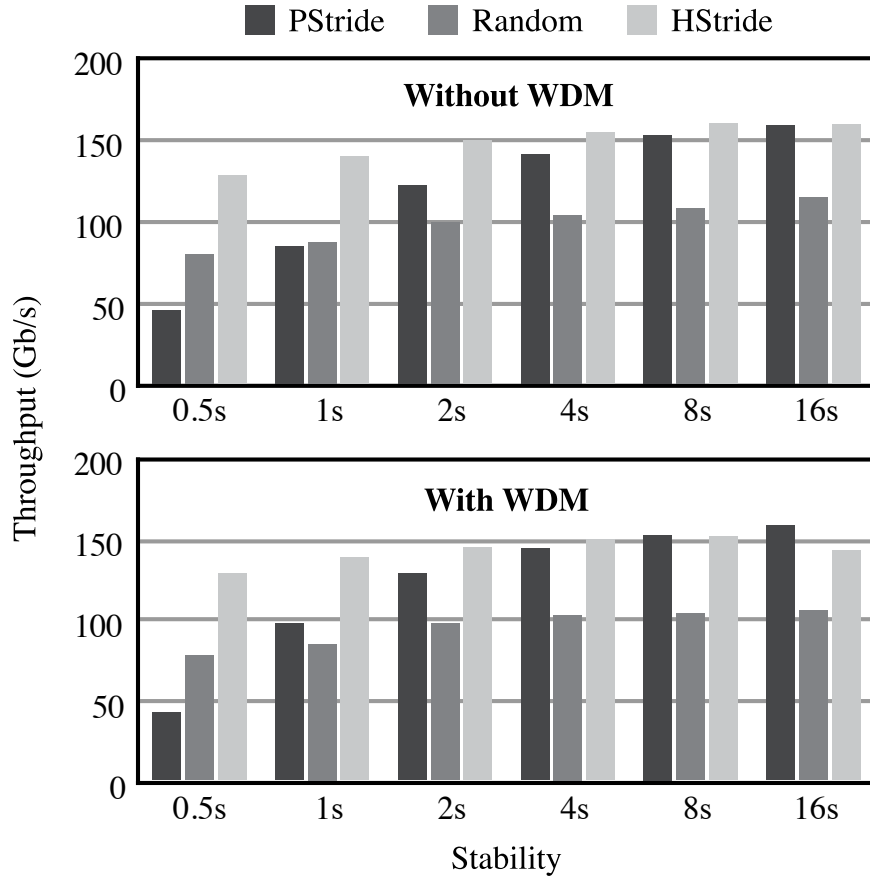 PStride Random HStride
Without WDM
200
150
100
50
0
0.5s 1s 2s 4s 8s 16s
Throughput (Gb/s)
With WDM
200
150
100
50
0
0.5s 1s 2s 4s 8s 16s
Stability